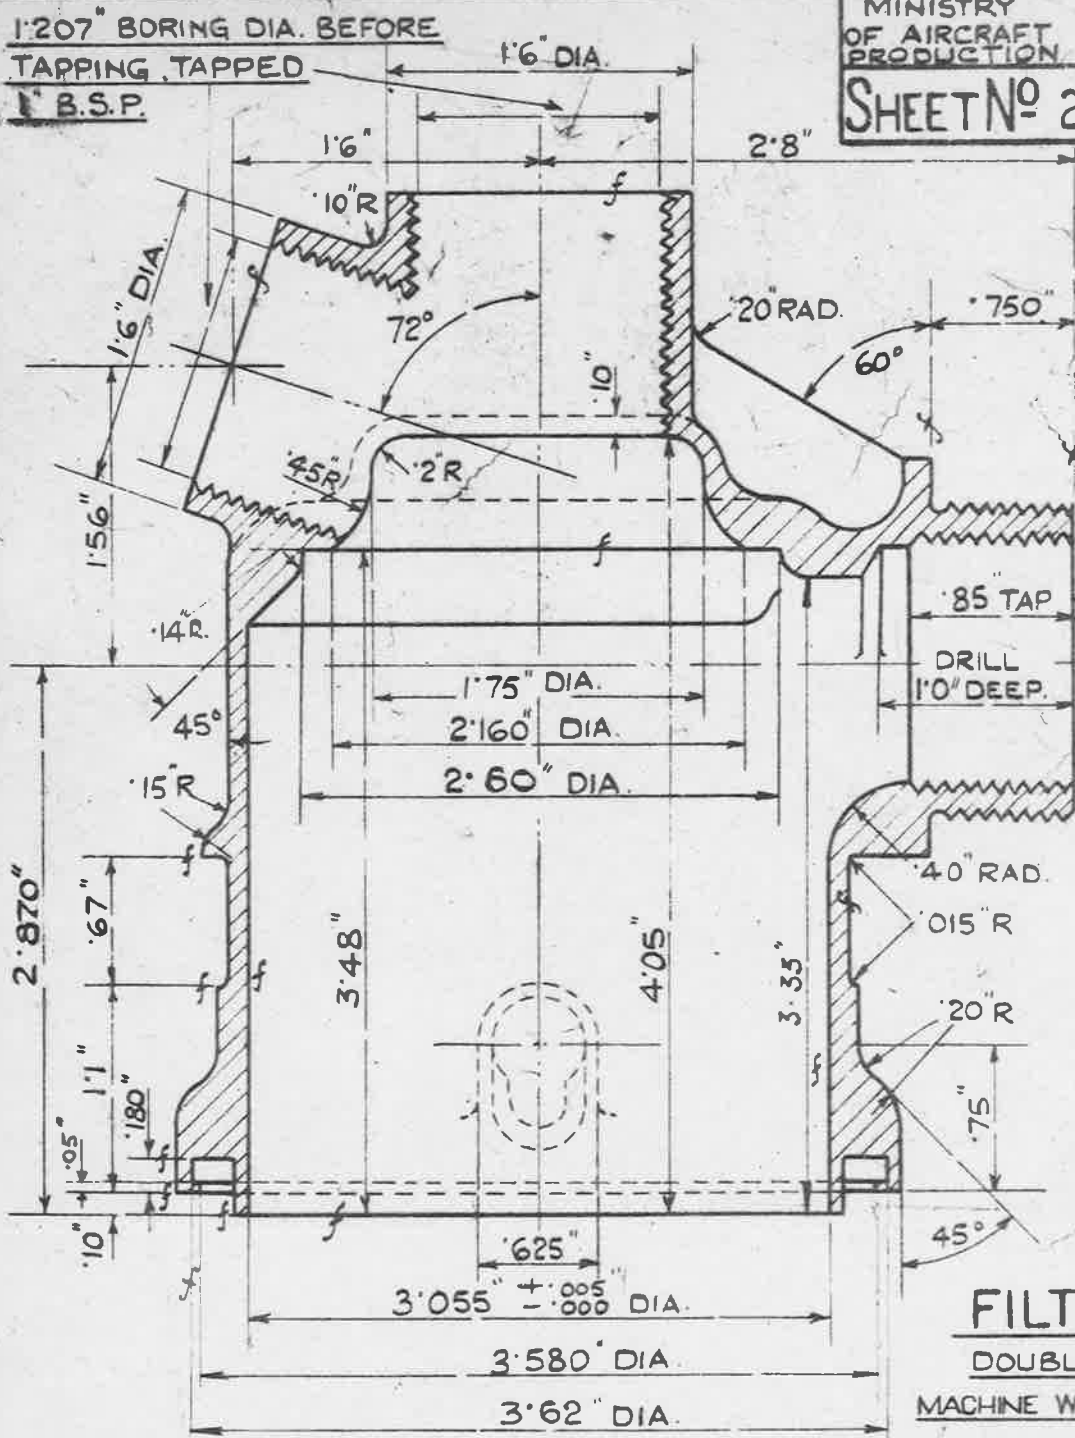 1·207" BORING DIA. BEFORE
TAPPING, TAPPED
1" B.S.P.
MINISTRY
OF AIRCRAFT
PRODUCTION
SHEET Nº 2
1·6" DIA.
1·6"
2·8"
·10"R
1·6" DIA.
72°
·20" RAD.
·750"
60°
·10"
·45"R
·2"R
1·56"
f
·85" TAP
·14"R.
DRILL
1·0" DEEP.
1·75" DIA.
45°
2·160" DIA.
·15"R
2·60" DIA.
·40" RAD.
2·870"
·67"
·015"R
3·48"
4·05"
3·33"
·20"R
1·1"
·180"
·05"
·75"
·10"
45°
·625"
3·055" +·005" -·000 DIA.
FILT
3·580" DIA.
DOUBL
3·62" DIA.
MACHINE W